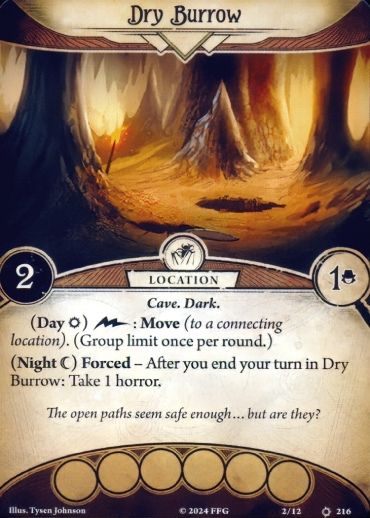 Dry Burrow
2
LOCATION
1
Cave. Dark.
(Day ) : Move (to a connecting
location). (Group limit once per round.)
(Night ) Forced – After you end your turn in Dry
Burrow: Take 1 horror.
The open paths seem safe enough… but are they?
Illus. Tysen Johnson © 2024 FFG 2/12 216